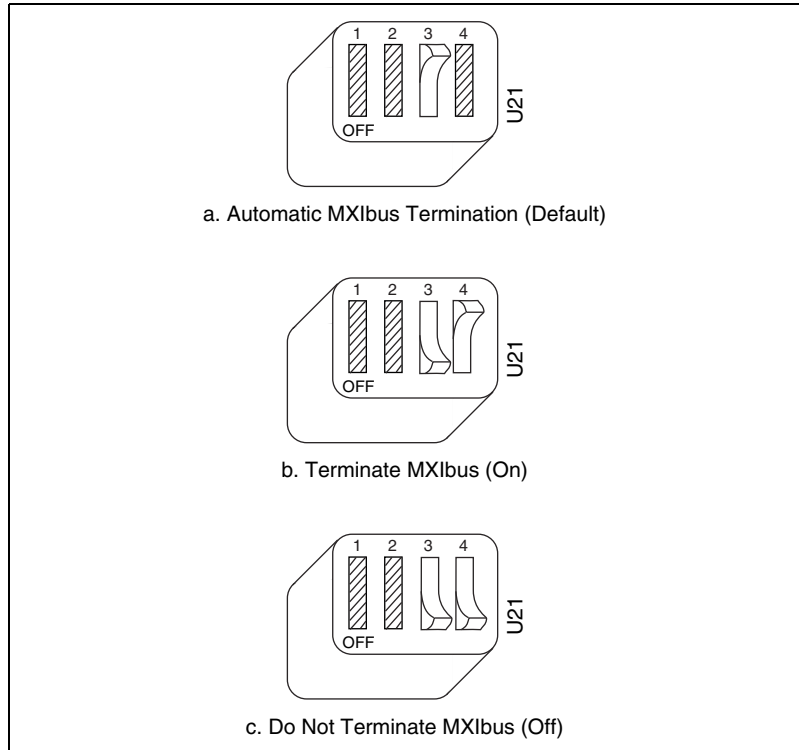 1 2 3 4
OFF
U21
a. Automatic MXIbus Termination (Default)
1 2 3 4
OFF
U21
b. Terminate MXIbus (On)
1 2 3 4
OFF
U21
c. Do Not Terminate MXIbus (Off)